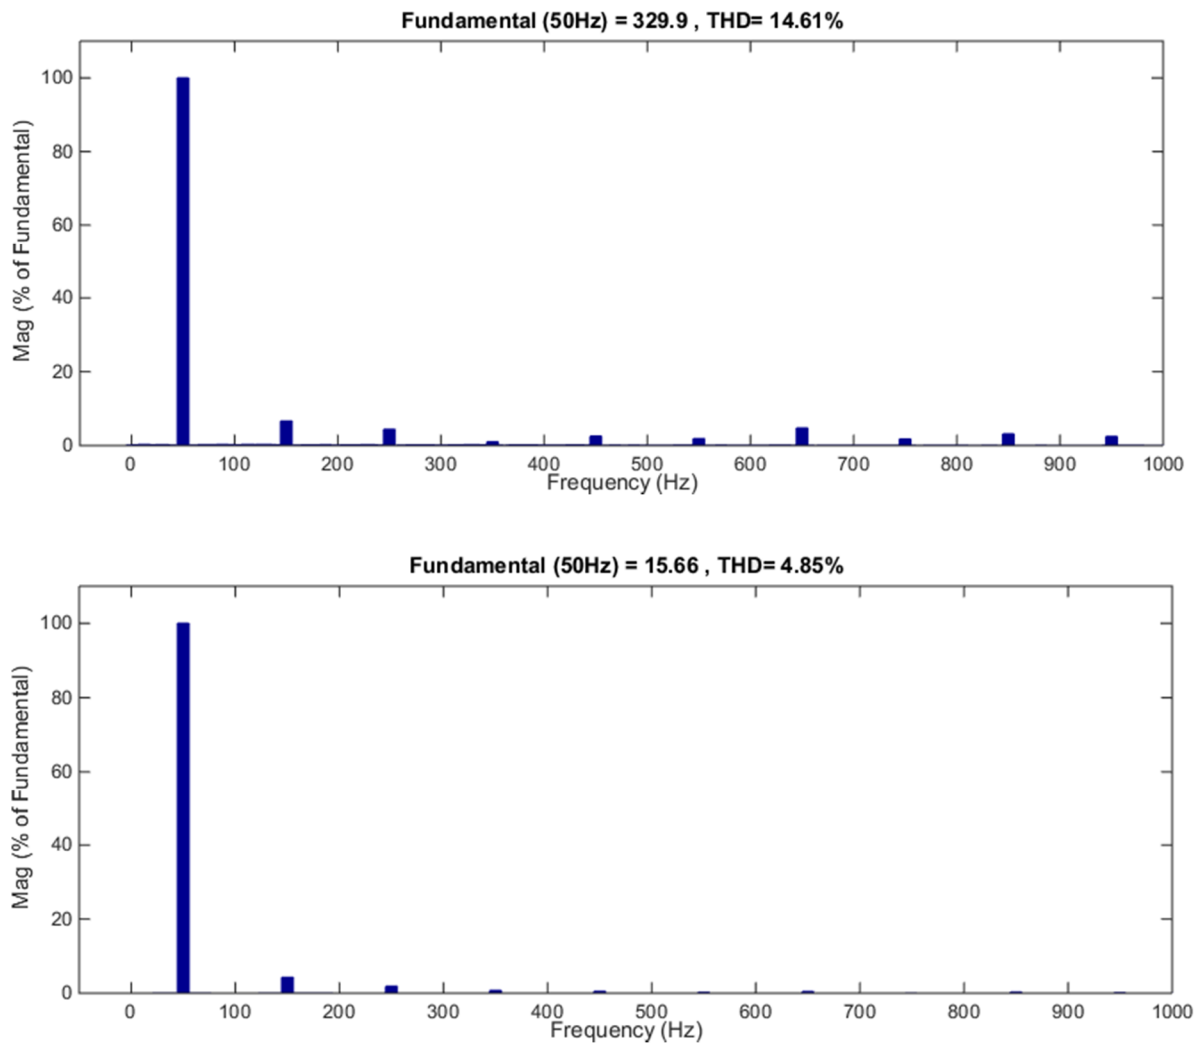 Fundamental (50Hz) = 329.9 , THD= 14.61%
Mag (% of Fundamental)
100
80
60
40
20
0
0 100 200 300 400 500 600 700 800 900 1000
Frequency (Hz)
Fundamental (50Hz) = 15.66 , THD= 4.85%
Mag (% of Fundamental)
100
80
60
40
20
0
0 100 200 300 400 500 600 700 800 900 1000
Frequency (Hz)